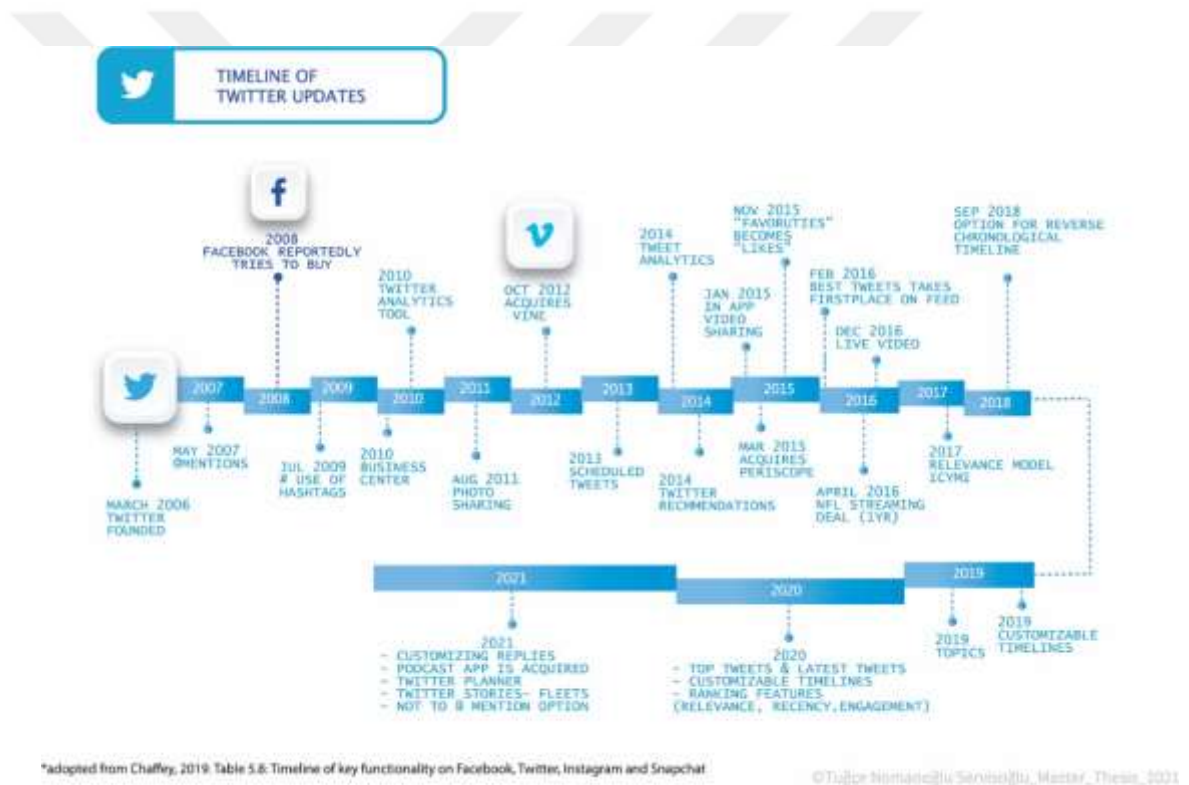 TIMELINE OF
TWITTER UPDATES
2008
FACEBOOK REPORTEDLY
TRIES TO BUY
2010
TWITTER
ANALYTICS
TOOL
OCT 2012
ACQUIRES
VINE
2014
TWEET
ANALYTICS
JAN 2015
IN APP
VIDEO
SHARING
NOV 2015
"FAVORUTIES"
BECOMES
"LIKES"
FEB 2016
BEST TWEETS TAKES
FIRSTPLACE ON FEED
DEC 2016
LIVE VIDEO
SEP 2018
OPTION FOR REVERSE
CHRONOLOGICAL
TIMELINE
2007
2008
2009
2010
2011
2012
2013
2014
2015
2016
2017
2018
MARCH 2006
TWITTER
FOUNDED
MAY 2007
@MENTIONS
JUL 2009
# USE OF
HASHTAGS
2010
BUSINESS
CENTER
AUG 2011
PHOTO
SHARING
2013
SCHEDULED
TWEETS
2014
TWITTER
RECMMENDATIONS
MAR 2015
ACQUIRES
PERISCOPE
APRIL 2016
NFL STREAMING
DEAL (1YR)
2017
RELEVANCE MODEL
ICYMI
2021
2020
2019
2021
- CUSTOMIZING REPLIES
- PODCAST APP IS ACQUIRED
- TWITTER PLANNER
- TWITTER STORIES- FLEETS
- NOT TO @ MENTION OPTION
2020
- TOP TWEETS & LATEST TWEETS
- CUSTOMIZABLE TIMELINES
- RANKING FEATURES
(RELEVANCE, RECENCY,ENGAGEMENT)
2019
TOPICS
2019
CUSTOMIZABLE
TIMELINES
*adopted from Chaffey, 2019. Table 5.8: Timeline of key functionality on Facebook, Twitter, Instagram and Snapchat
©Tuğçe Servisoğlu_Master_Thesis_2021